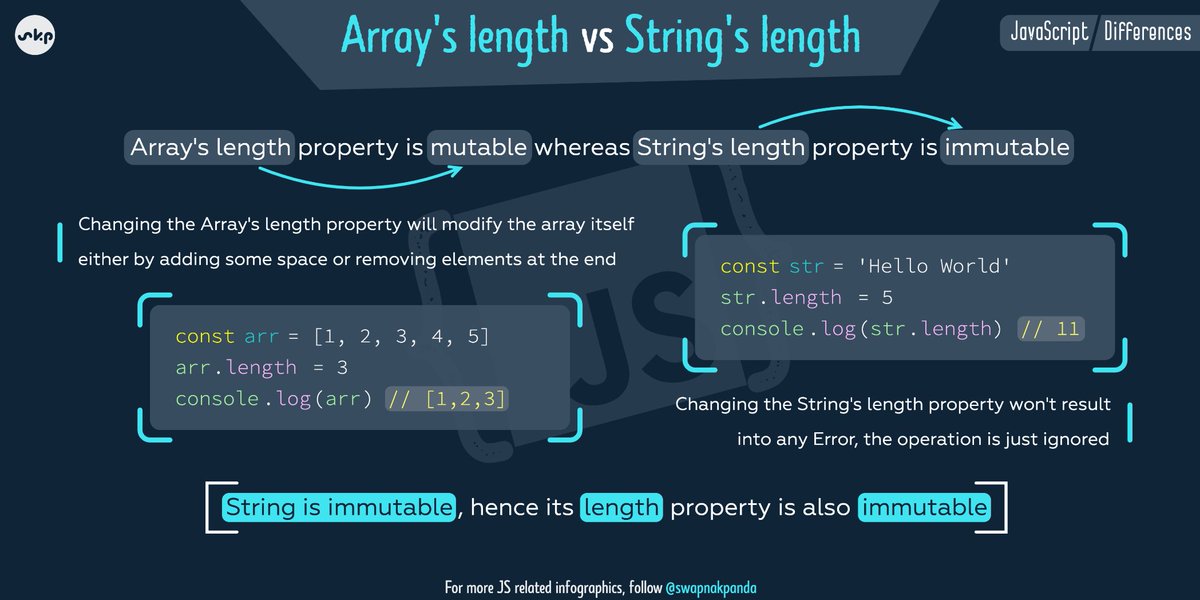 skp
Array's length vs String's length
JavaScript / Differences
Array's length property is mutable whereas String's length property is immutable
Changing the Array's length property will modify the array itself
either by adding some space or removing elements at the end
const arr = [1, 2, 3, 4, 5]
arr.length = 3
console.log(arr) // [1,2,3]
JS
const str = 'Hello World'
str.length = 5
console.log(str.length) // 11
Changing the String's length property won't result
into any Error, the operation is just ignored
String is immutable, hence its length property is also immutable
For more JS related infographics, follow @swapnakpanda